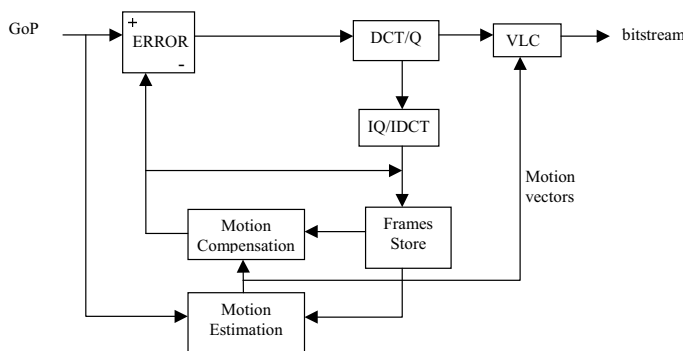 GoP
+
ERROR
-
DCT/Q
VLC
bitstream
IQ/IDCT
Motion
vectors
Motion
Compensation
Frames
Store
Motion
Estimation